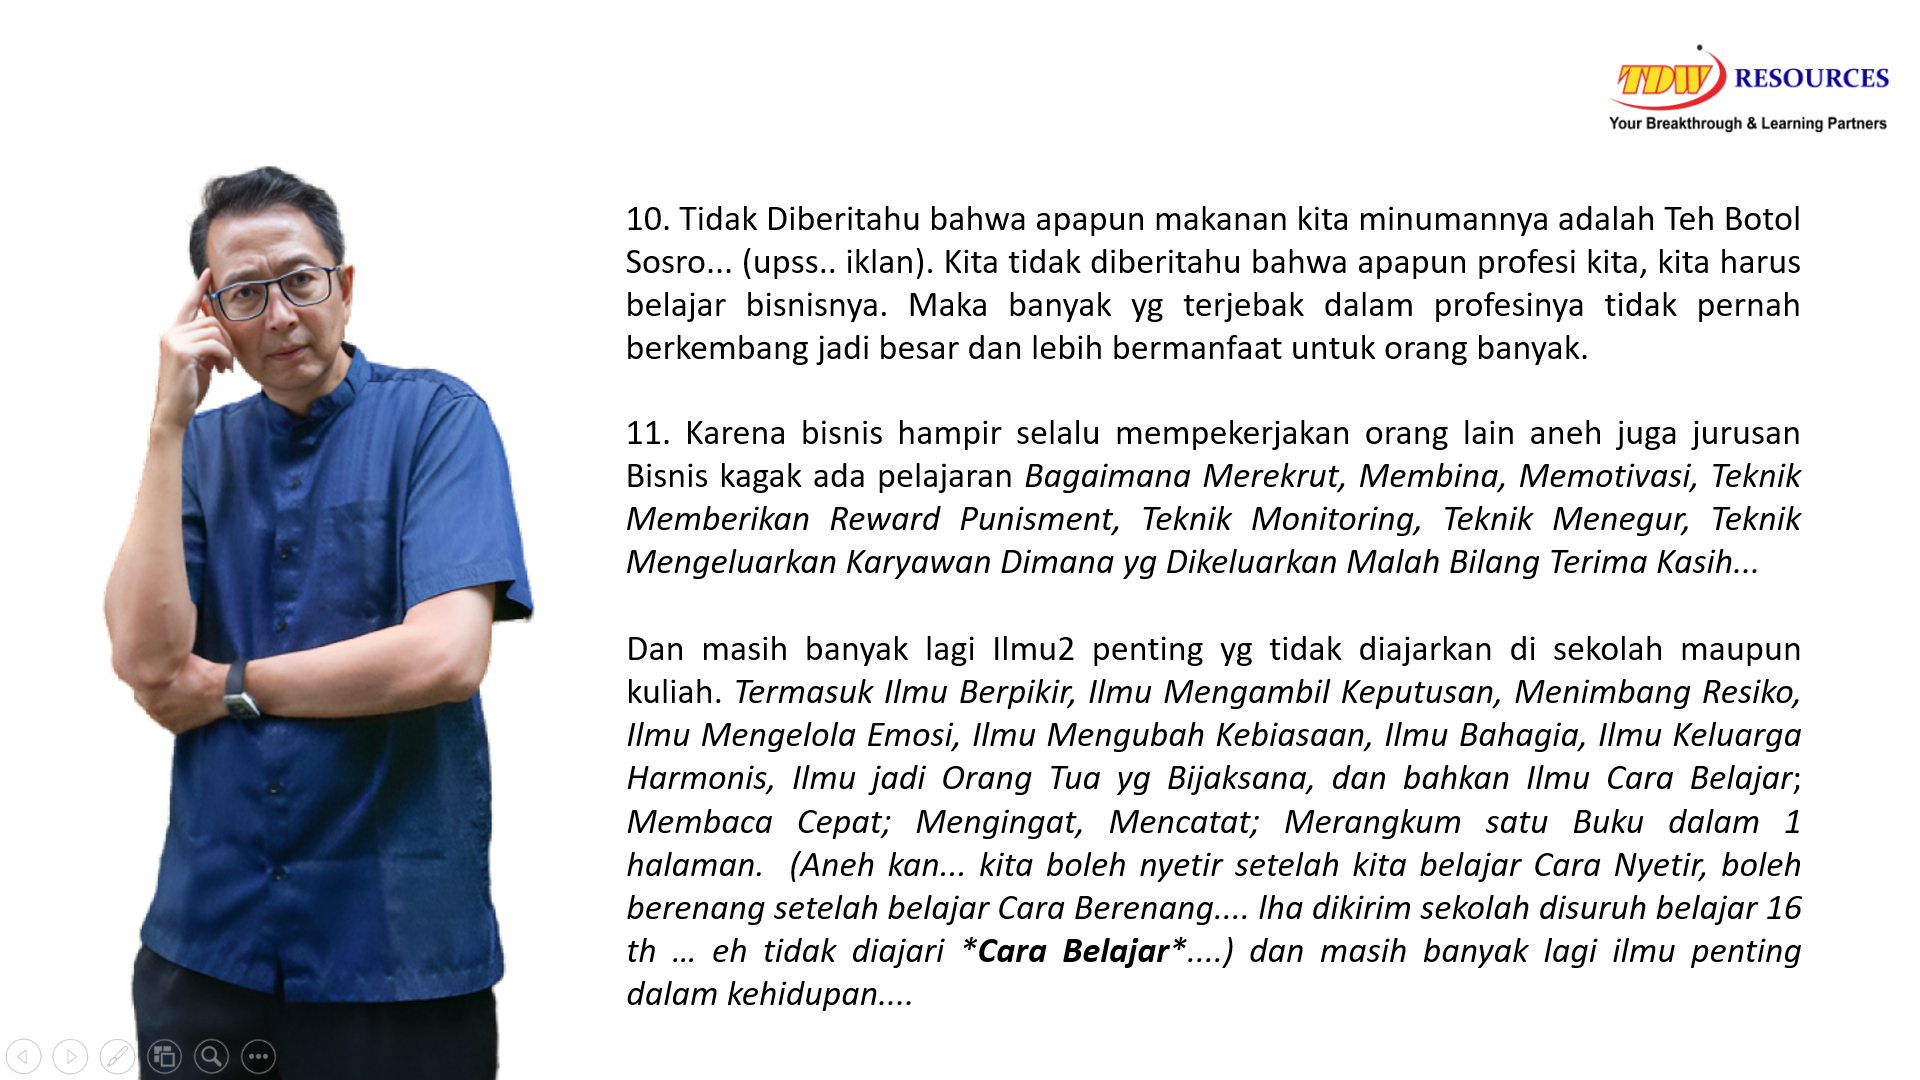 TDW RESOURCES
Your Breakthrough & Learning Partners
10. Tidak Diberitahu bahwa apapun makanan kita minumannya adalah Teh Botol
Sosro... (upss.. iklan). Kita tidak diberitahu bahwa apapun profesi kita, kita harus
belajar bisnisnya. Maka banyak yg terjebak dalam profesinya tidak pernah
berkembang jadi besar dan lebih bermanfaat untuk orang banyak.
11. Karena bisnis hampir selalu mempekerjakan orang lain aneh juga jurusan
Bisnis kagak ada pelajaran Bagaimana Merekrut, Membina, Memotivasi, Teknik
Memberikan Reward Punisment, Teknik Monitoring, Teknik Menegur, Teknik
Mengeluarkan Karyawan Dimana yg Dikeluarkan Malah Bilang Terima Kasih...
Dan masih banyak lagi Ilmu2 penting yg tidak diajarkan di sekolah maupun
kuliah. Termasuk Ilmu Berpikir, Ilmu Mengambil Keputusan, Menimbang Resiko,
Ilmu Mengelola Emosi, Ilmu Mengubah Kebiasaan, Ilmu Bahagia, Ilmu Keluarga
Harmonis, Ilmu jadi Orang Tua yg Bijaksana, dan bahkan Ilmu Cara Belajar;
Membaca Cepat; Mengingat, Mencatat; Merangkum satu Buku dalam 1
halaman. (Aneh kan... kita boleh nyetir setelah kita belajar Cara Nyetir, boleh
berenang setelah belajar Cara Berenang.... lha dikirim sekolah disuruh belajar 16
th ... eh tidak diajari *Cara Belajar*....) dan masih banyak lagi ilmu penting
dalam kehidupan....